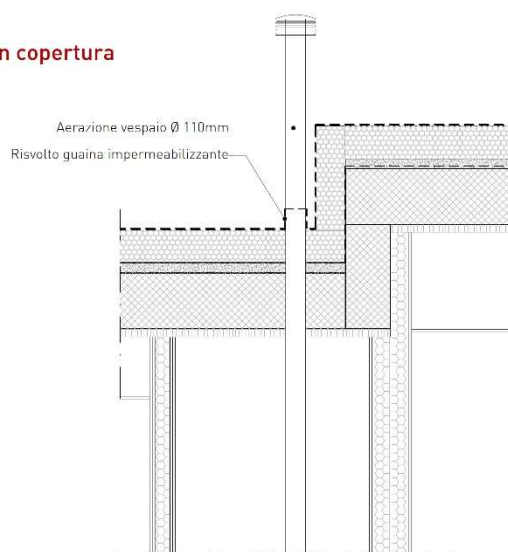 n copertura
Aerazione vespaio Ø 110mm
Risvolto guaina impermeabilizzante